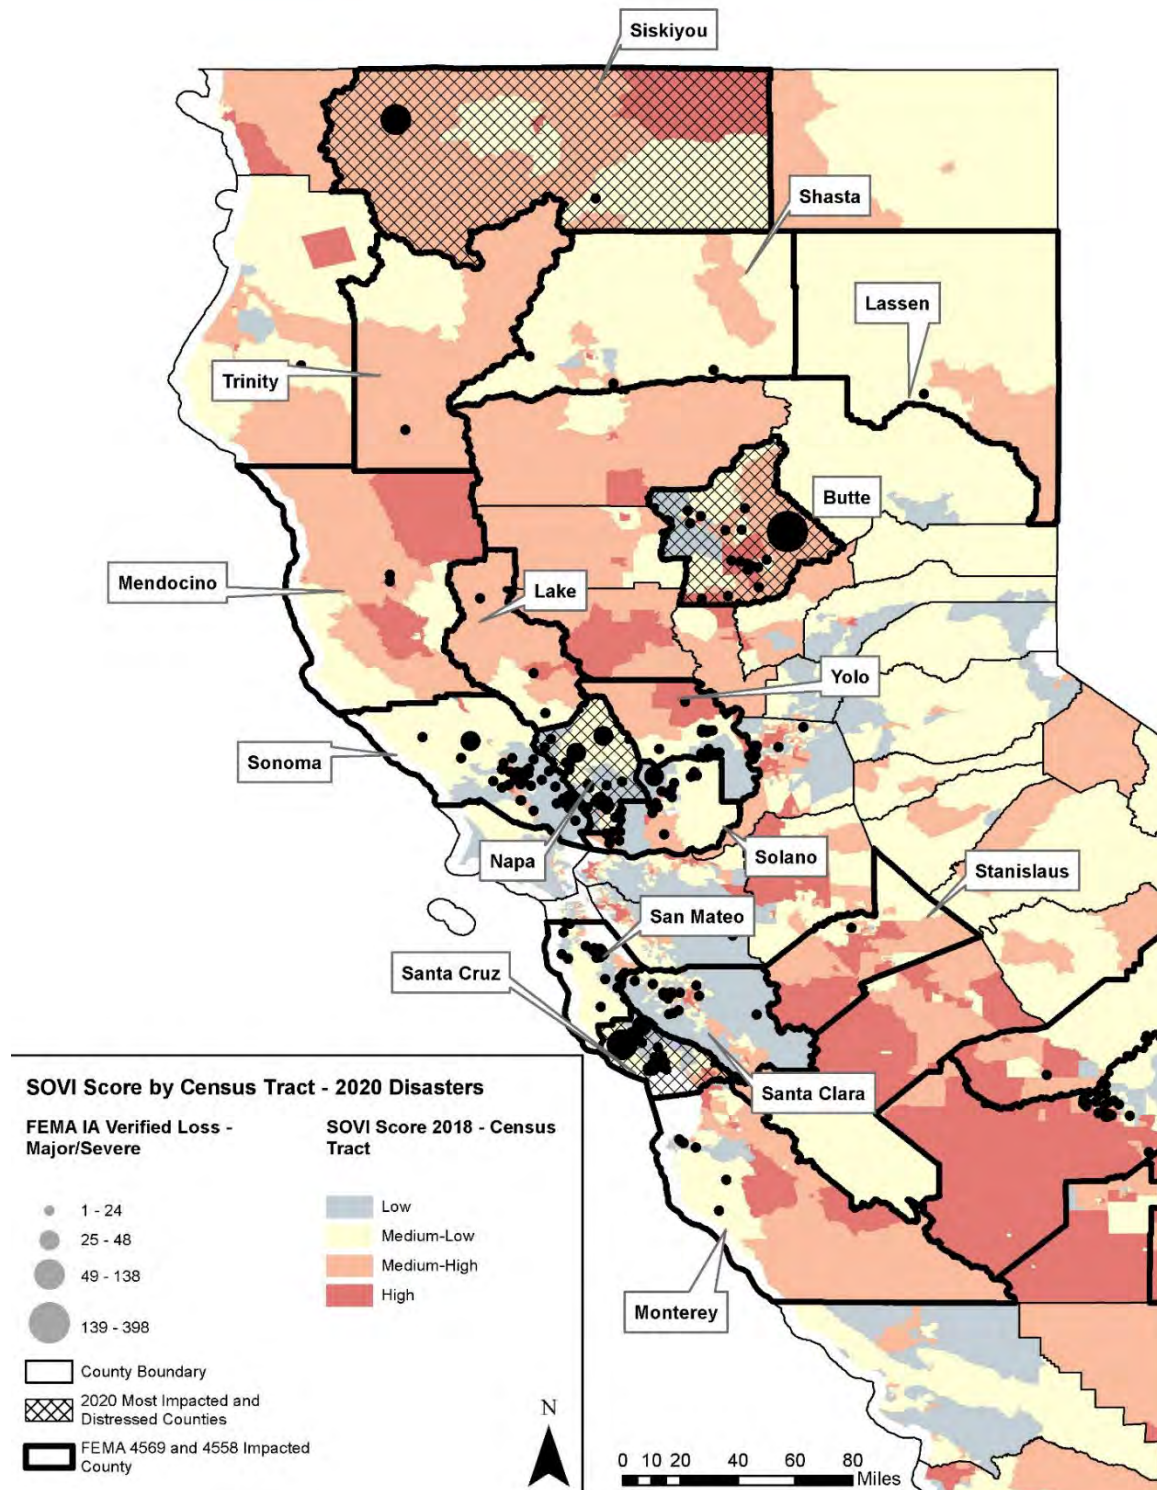 Siskiyou
Shasta
Lassen
Trinity
Butte
Mendocino
Lake
Yolo
Sonoma
Napa
Solano
Stanislaus
San Mateo
Santa Cruz
Santa Clara
Monterey
SOVI Score by Census Tract - 2020 Disasters
FEMA IA Verified Loss -
Major/Severe
1 - 24
25 - 48
49 - 138
139 - 398
County Boundary
2020 Most Impacted and
Distressed Counties
FEMA 4569 and 4558 Impacted
County
SOVI Score 2018 - Census
Tract
Low
Medium-Low
Medium-High
High
N
0 20 40 60 80
Miles